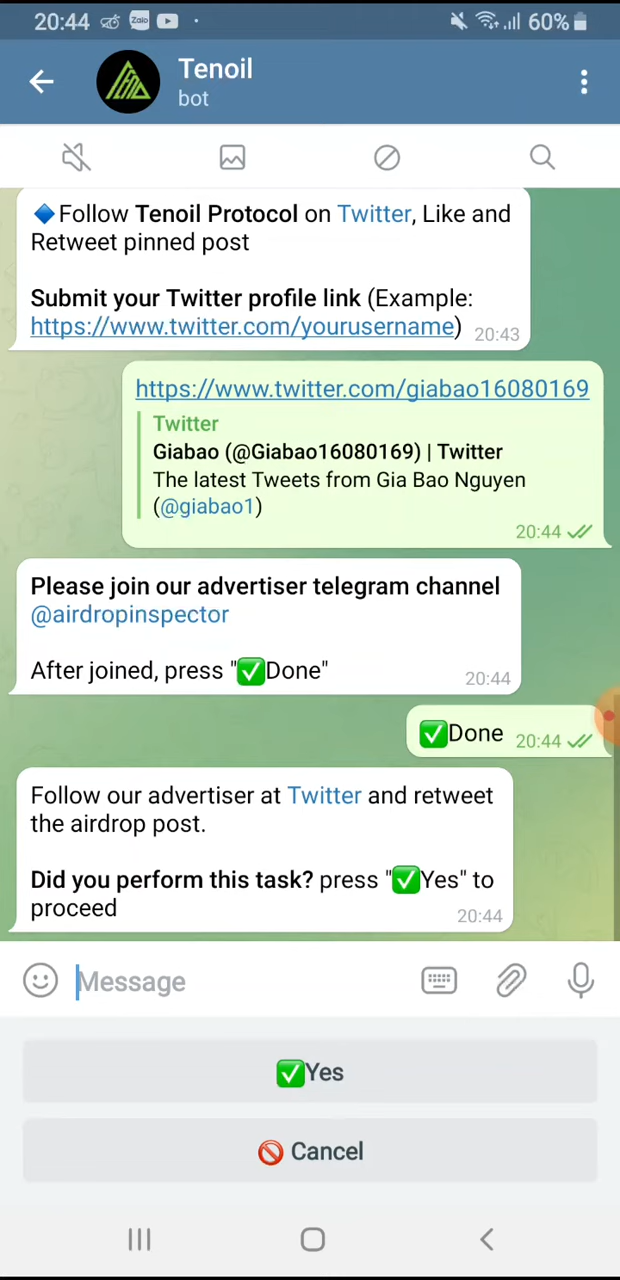 20:44 Zalo 60%
Tenoil
bot
Follow Tenoil Protocol on Twitter, Like and
Retweet pinned post
Submit your Twitter profile link (Example:
https://www.twitter.com/yourusername) 20:43
https://www.twitter.com/giabao16080169
Twitter
Giabao (@Giabao16080169) | Twitter
The latest Tweets from Gia Bao Nguyen
(@giabao1)
20:44
Please join our advertiser telegram channel
@airdropinspector
After joined, press "✅Done"
20:44
✅Done 20:44
Follow our advertiser at Twitter and retweet
the airdrop post.
Did you perform this task? press "✅Yes" to
proceed
20:44
Message
✅Yes
🚫 Cancel